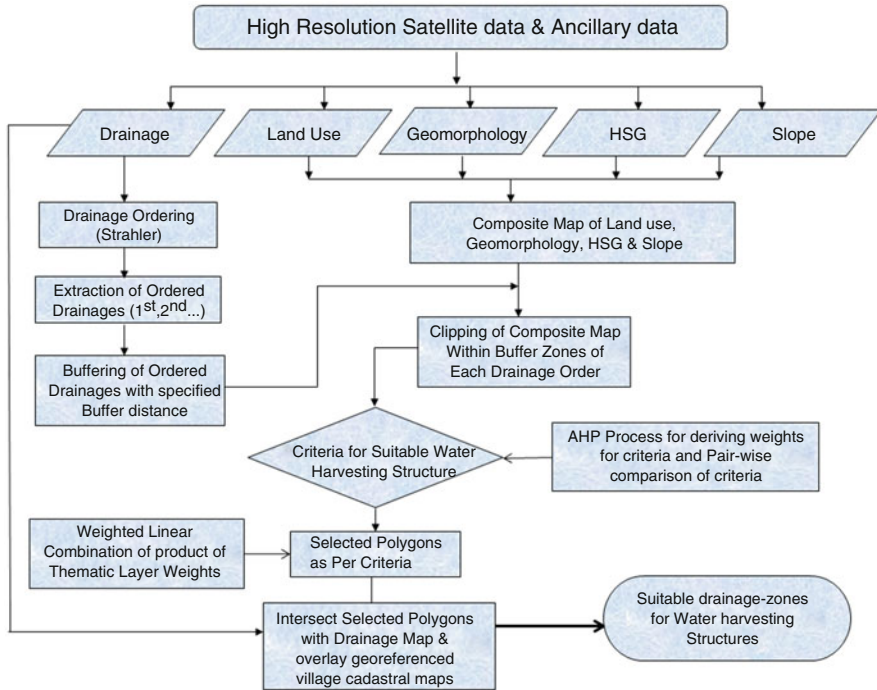 High Resolution Satellite data & Ancillary data
Drainage
Land Use
Geomorphology
HSG
Slope
Drainage Ordering
(Strahler)
Composite Map of Land use,
Geomorphology, HSG & Slope
Extraction of Ordered
Drainages (1st,2nd...)
Clipping of Composite Map
Within Buffer Zones of
Each Drainage Order
Buffering of Ordered
Drainages with specified
Buffer distance
Criteria for Suitable Water
Harvesting Structure
AHP Process for deriving weights
for criteria and Pair-wise
comparison of criteria
Weighted Linear
Combination of product of
Thematic Layer Weights
Selected Polygons
as Per Criteria
Intersect Selected Polygons
with Drainage Map &
overlay georeferenced
village cadastral maps
Suitable drainage-zones
for Water harvesting
Structures